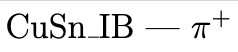 CuSn_IB — π⁺